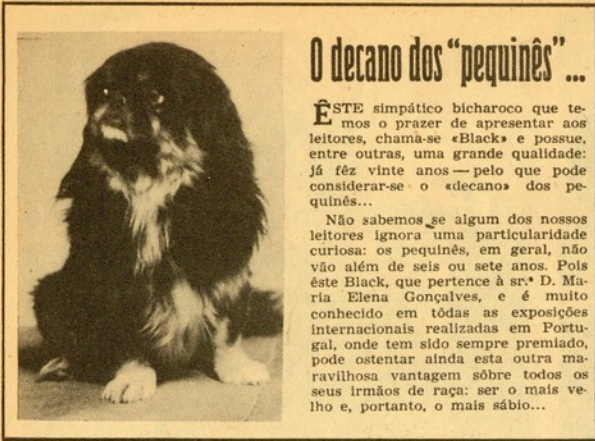 O decano dos "pequinês"...
ÊSTE simpático bicharoco que te-
mos o prazer de apresentar aos
leitores, chama-se «Black» e possue,
entre outras, uma grande qualidade:
já fêz vinte anos — pelo que pode
considerar-se o «decano» dos pe-
quinês...
Não sabemos se algum dos nossos
leitores ignora uma particularidade
curiosa: os pequinês, em geral, não
vão além de seis ou sete anos. Pois
êste Black, que pertence à sr.ª D. Ma-
ria Elena Gonçalves, e é muito
conhecido em tôdas as exposições
internacionais realizadas em Portu-
gal, onde tem sido sempre premiado,
pode ostentar ainda esta outra ma-
ravilhosa vantagem sôbre todos os
seus irmãos de raça: ser o mais ve-
lho e, portanto, o mais sábio...